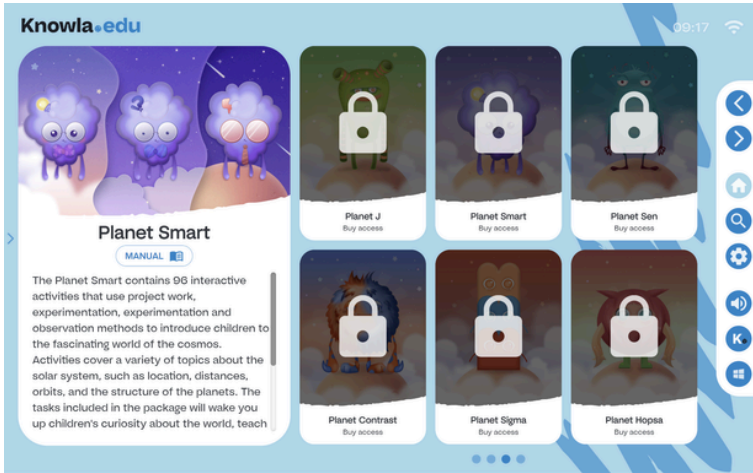 Knowla.edu
09:17
Planet Smart
MANUAL
The Planet Smart contains 96 interactive
activities that use project work,
experimentation, experimentation and
observation methods to introduce children to
the fascinating world of the cosmos.
Activities cover a variety of topics about the
solar system, such as location, distances,
orbits, and the structure of the planets. The
tasks included in the package will wake you
up children's curiosity about the world, teach
Planet J
Buy access
Planet Smart
Buy access
Planet Sen
Buy access
Planet Contrast
Buy access
Planet Sigma
Buy access
Planet Hopsa
Buy access
K.